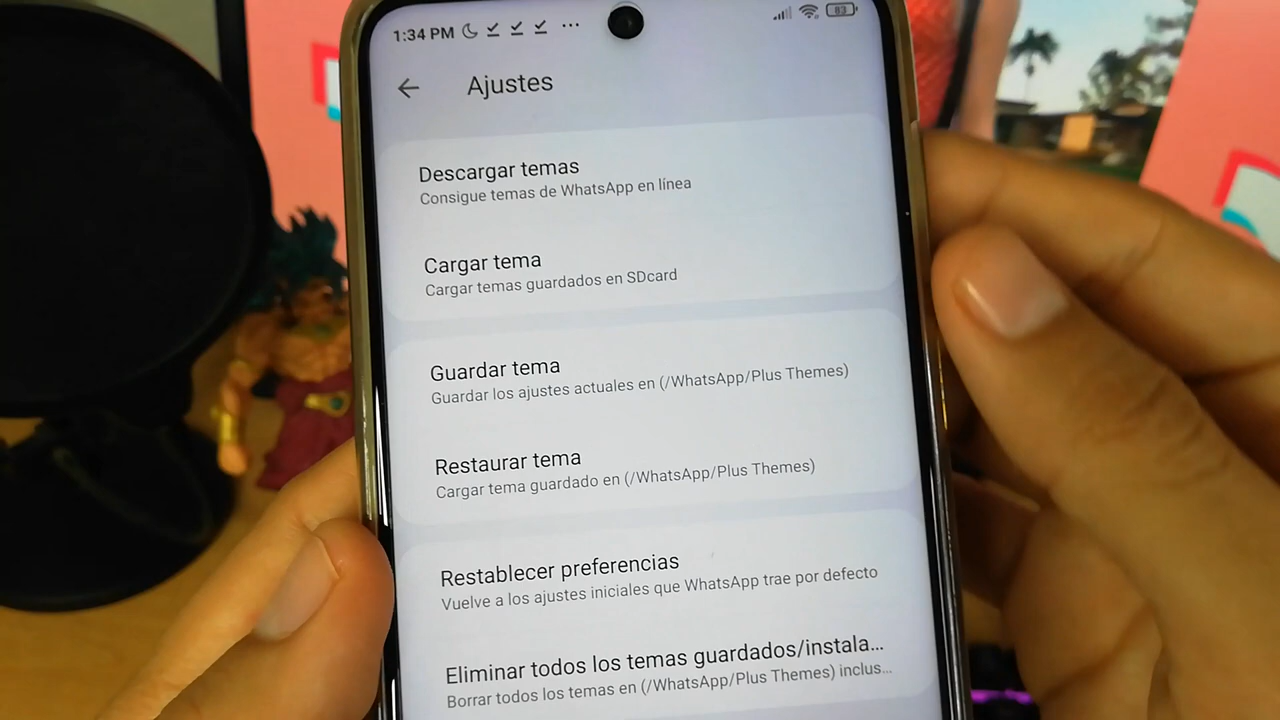 1:34 PM
83
Ajustes
Descargar temas
Consigue temas de WhatsApp en línea
Cargar tema
Cargar temas guardados en SDcard
Guardar tema
Guardar los ajustes actuales en (/WhatsApp/Plus Themes)
Restaurar tema
Cargar tema guardado en (/WhatsApp/Plus Themes)
Restablecer preferencias
Vuelve a los ajustes iniciales que WhatsApp trae por defecto
Eliminar todos los temas guardados/instala...
Borrar todos los temas en (/WhatsApp/Plus Themes) inclus...